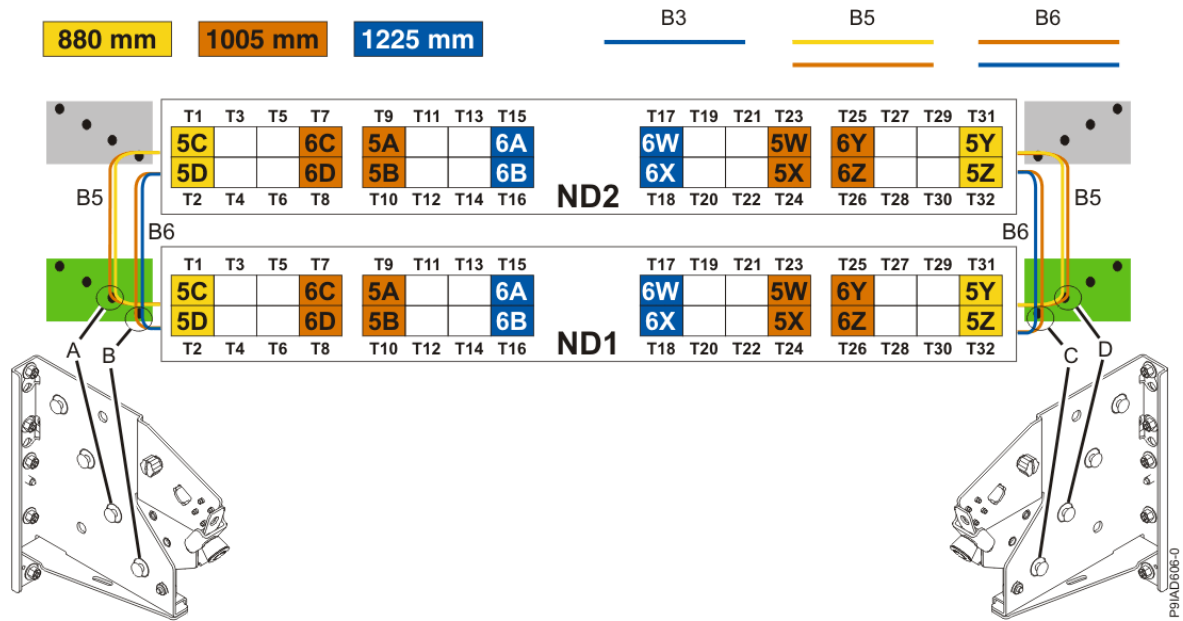 880 mm 1005 mm 1225 mm B3 B5 B6
T1 T3 T5 T7 T9 T11 T13 T15 T17 T19 T21 T23 T25 T27 T29 T31
5C 6C 5A 6A 6W 5W 6Y 5Y
5D 6D 5B 6B 6X 5X 6Z 5Z
B5 T2 T4 T6 T8 T10 T12 T14 T16 ND2 T18 T20 T22 T24 T26 T28 T30 T32 B5
B6 B6
T1 T3 T5 T7 T9 T11 T13 T15 T17 T19 T21 T23 T25 T27 T29 T31
5C 6C 5A 6A 6W 5W 6Y 5Y
5D 6D 5B 6B 6X 5X 6Z 5Z
T2 T4 T6 T8 T10 T12 T14 T16 ND1 T18 T20 T22 T24 T26 T28 T30 T32
A B C D
P9IAD606-0